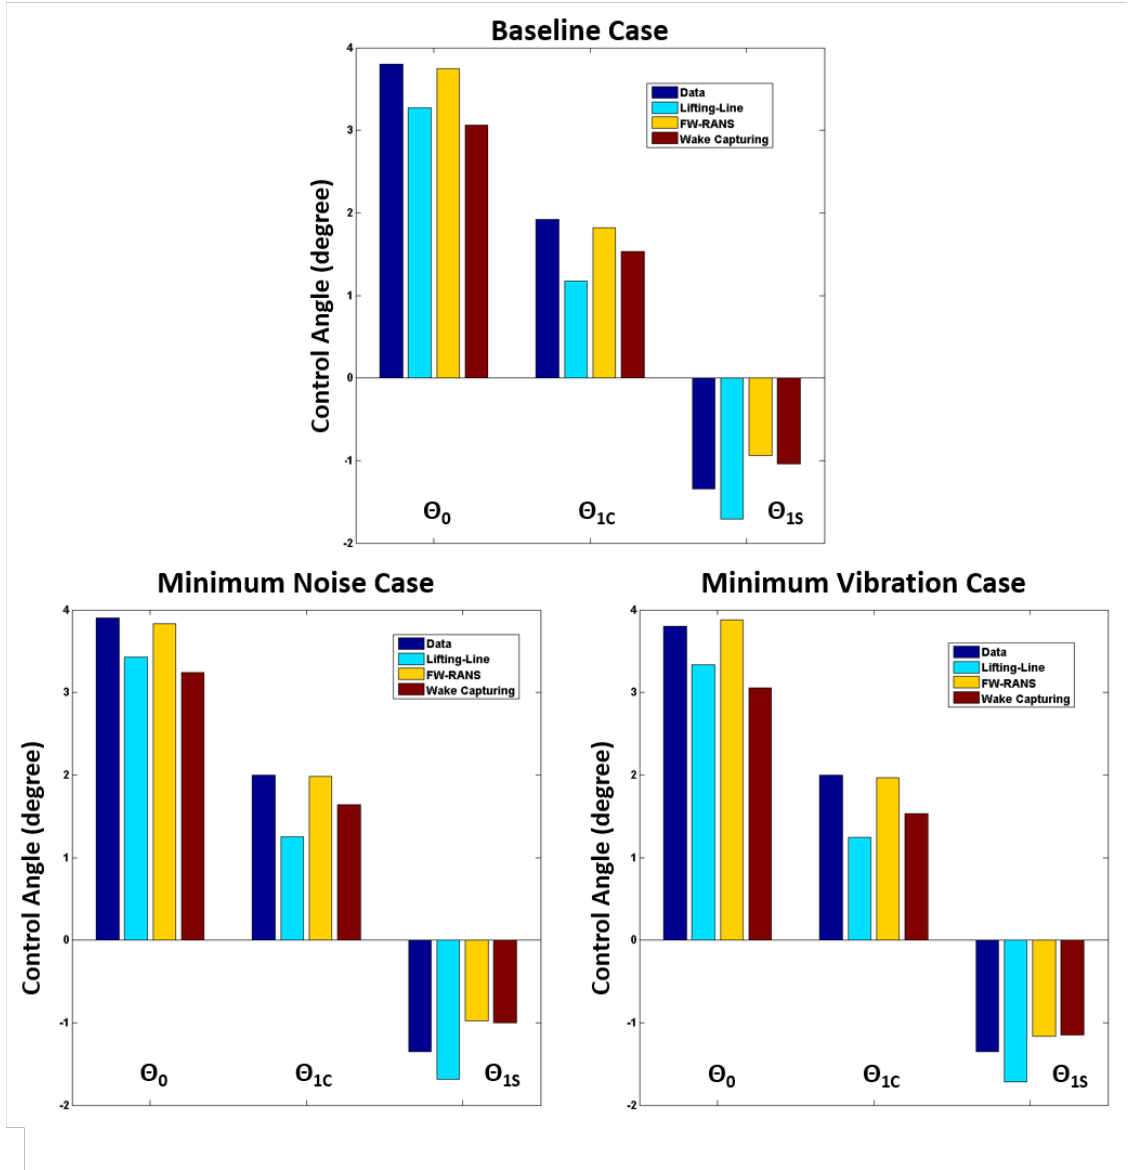 Baseline Case
Control Angle (degree)
4
3
2
1
0
-1
-2
Data
Lifting-Line
FW-RANS
Wake Capturing
Θ0
Θ1C
Θ1S
Minimum Noise Case
Control Angle (degree)
4
3
2
1
0
-1
-2
Data
Lifting-Line
FW-RANS
Wake Capturing
Θ0
Θ1C
Θ1S
Minimum Vibration Case
Control Angle (degree)
4
3
2
1
0
-1
-2
Data
Lifting-Line
FW-RANS
Wake Capturing
Θ0
Θ1C
Θ1S